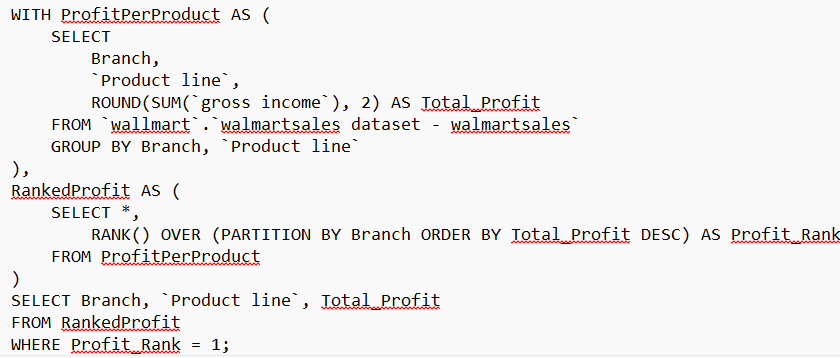 WITH ProfitPerProduct AS (
    SELECT
        Branch,
        `Product line`,
        ROUND(SUM(`gross income`), 2) AS Total_Profit
    FROM `wallmart`.`walmartsales dataset - walmartsales`
    GROUP BY Branch, `Product line`
),
RankedProfit AS (
    SELECT *,
        RANK() OVER (PARTITION BY Branch ORDER BY Total_Profit DESC) AS Profit_Rank
    FROM ProfitPerProduct
)
SELECT Branch, `Product line`, Total_Profit
FROM RankedProfit
WHERE Profit_Rank = 1;